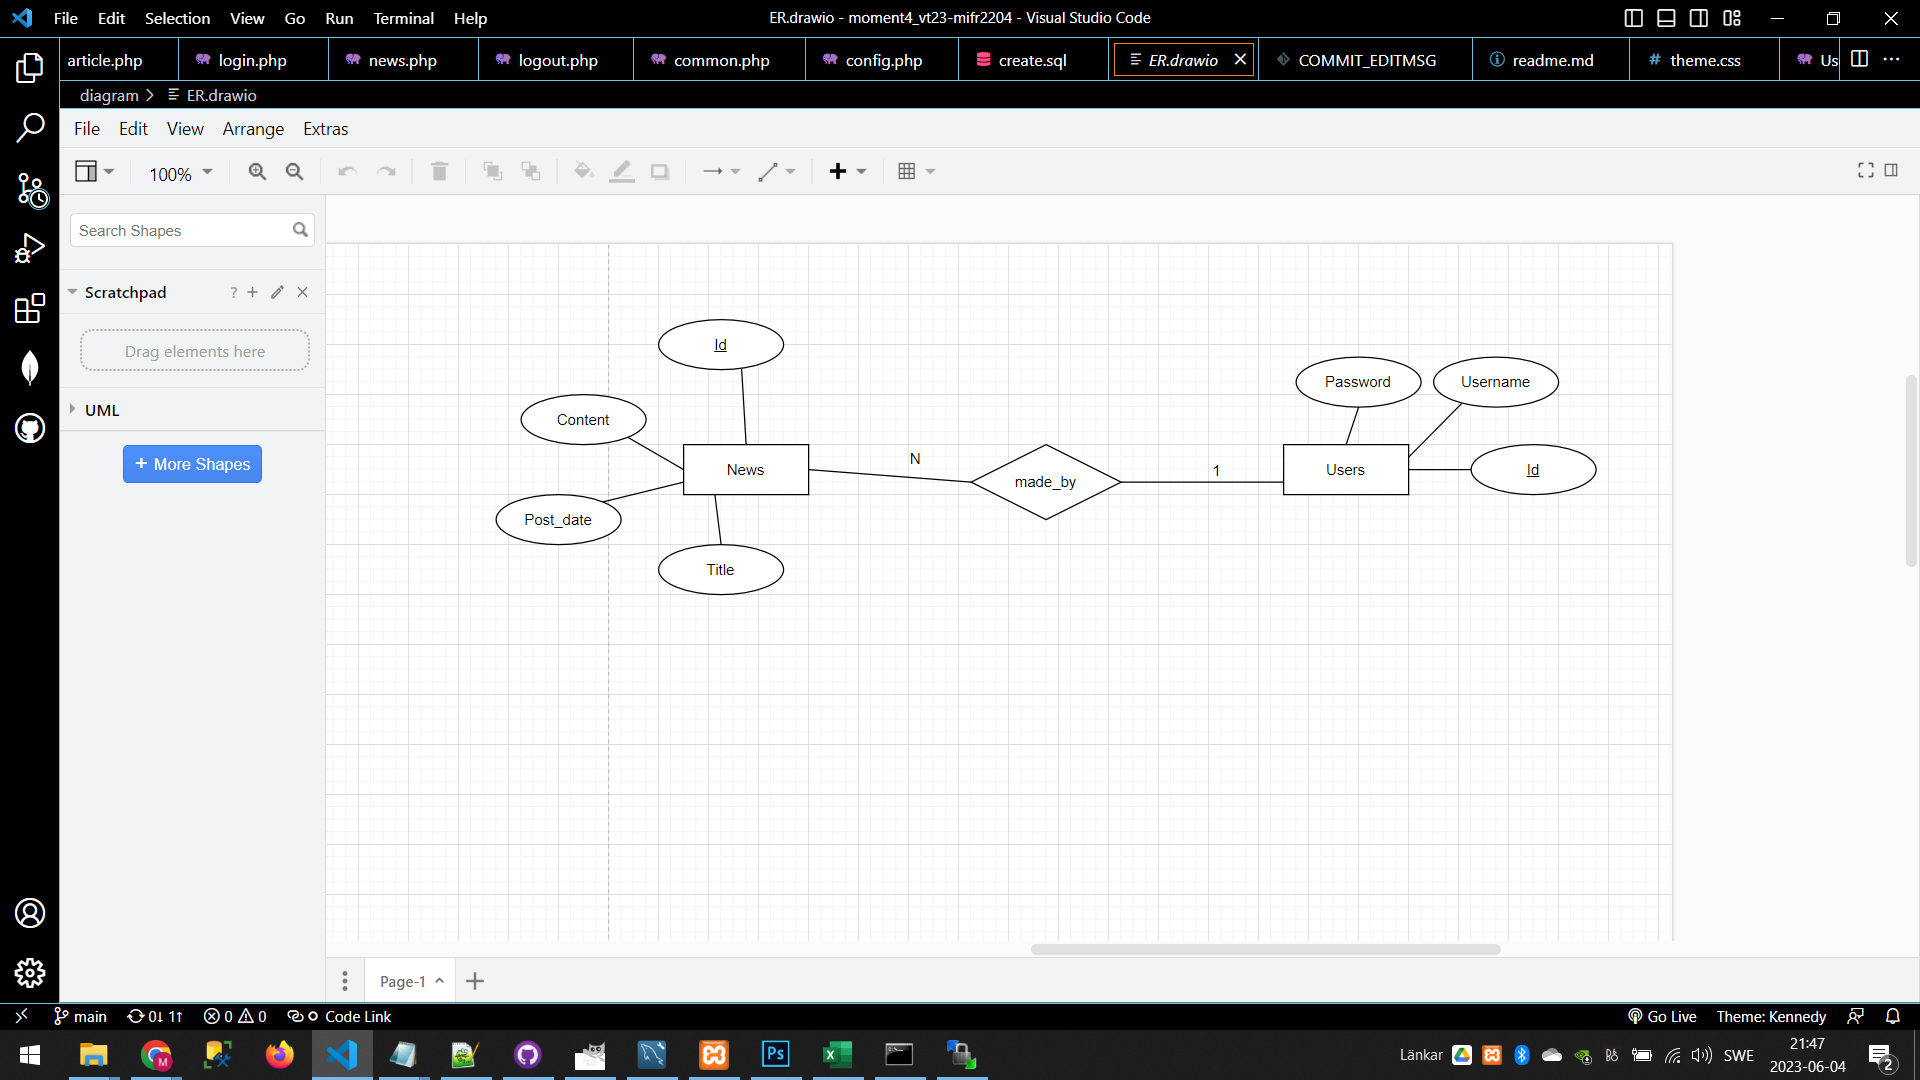 File Edit Selection View Go Run Terminal Help ER.drawio - moment4_vt23-mifr2204 - Visual Studio Code
article.php login.php news.php logout.php common.php config.php create.sql ER.drawio COMMIT_EDITMSG readme.md # theme.css Us
diagram > ER.drawio
File Edit View Arrange Extras
100%
Search Shapes
Scratchpad ?
Drag elements here
UML
+ More Shapes
Id
Password Username
Content
News N made_by 1 Users Id
Post_date
Title
Page-1
main 0↓ 1↑ 0 0 Code Link Go Live Theme: Kennedy
Länkar SWE 21:47
2023-06-04 2
Ps
M